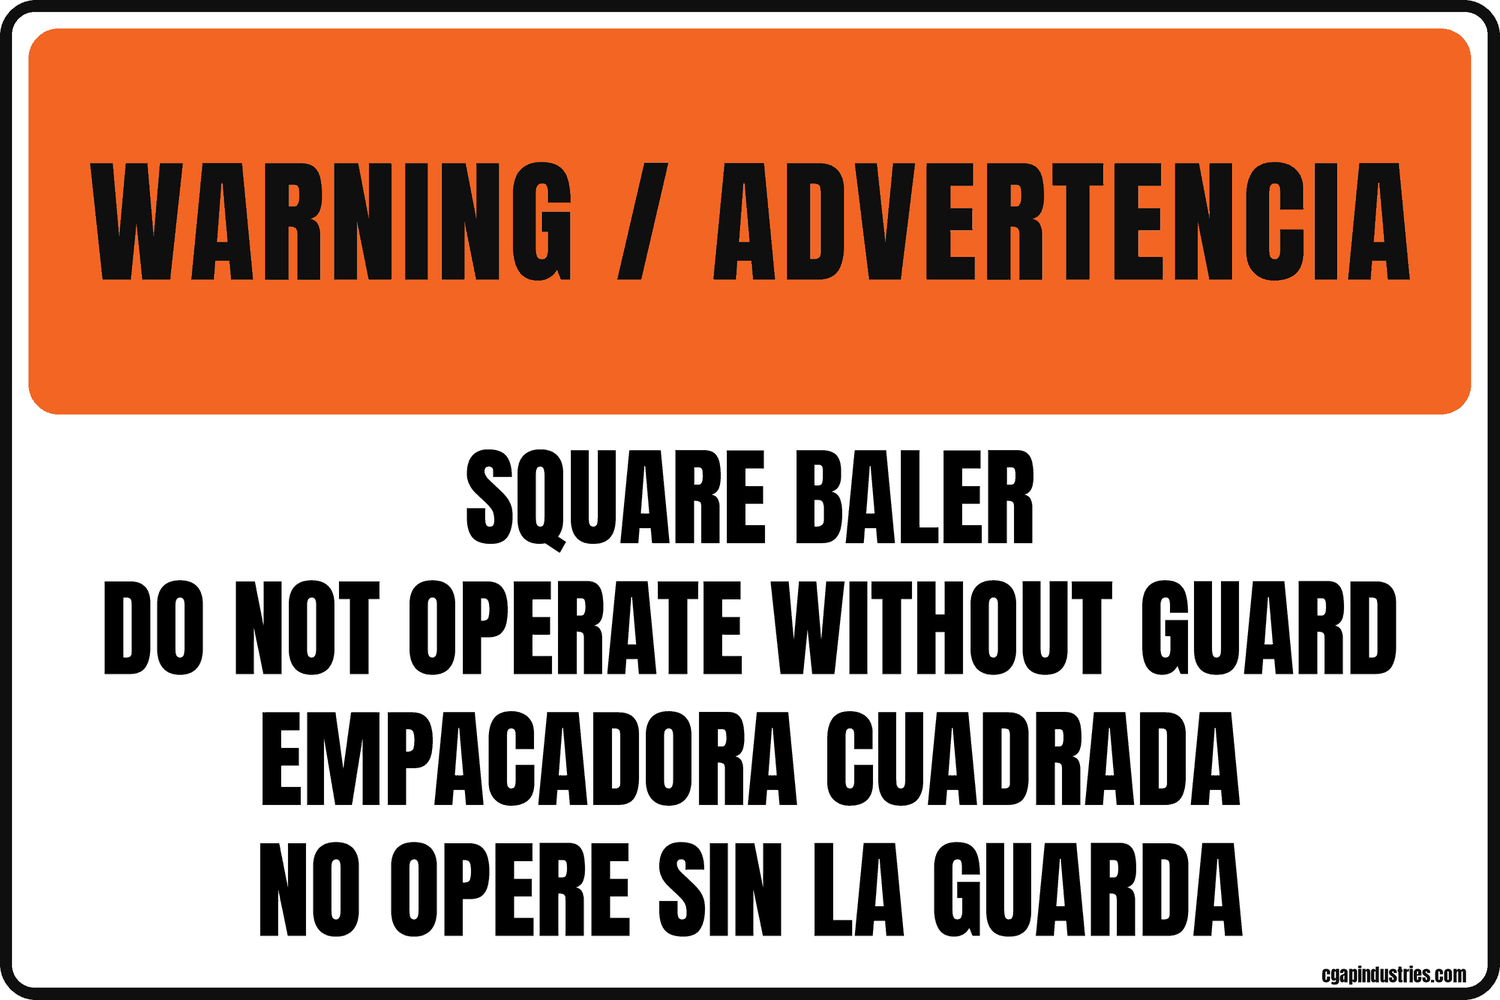 WARNING / ADVERTENCIA
SQUARE BALER
DO NOT OPERATE WITHOUT GUARD
EMPACADORA CUADRADA
NO OPERE SIN LA GUARDA
cgapindustries.com